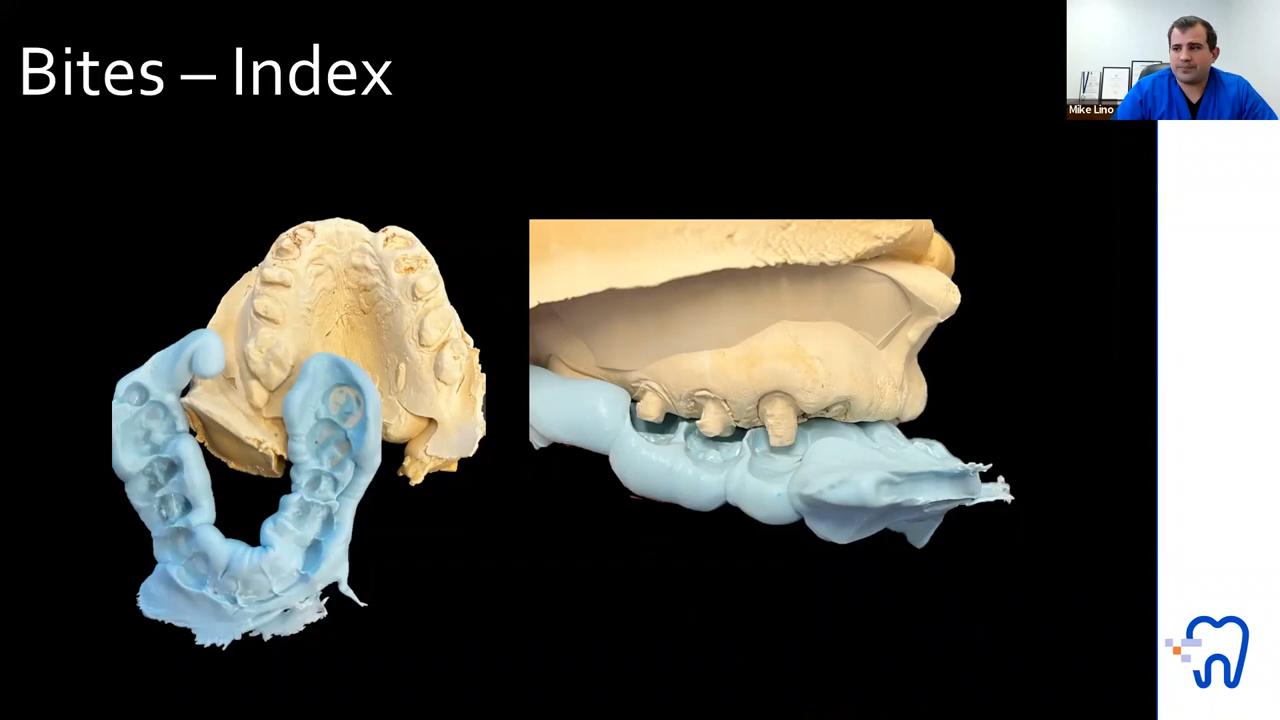 Bites – Index
Mike Lino